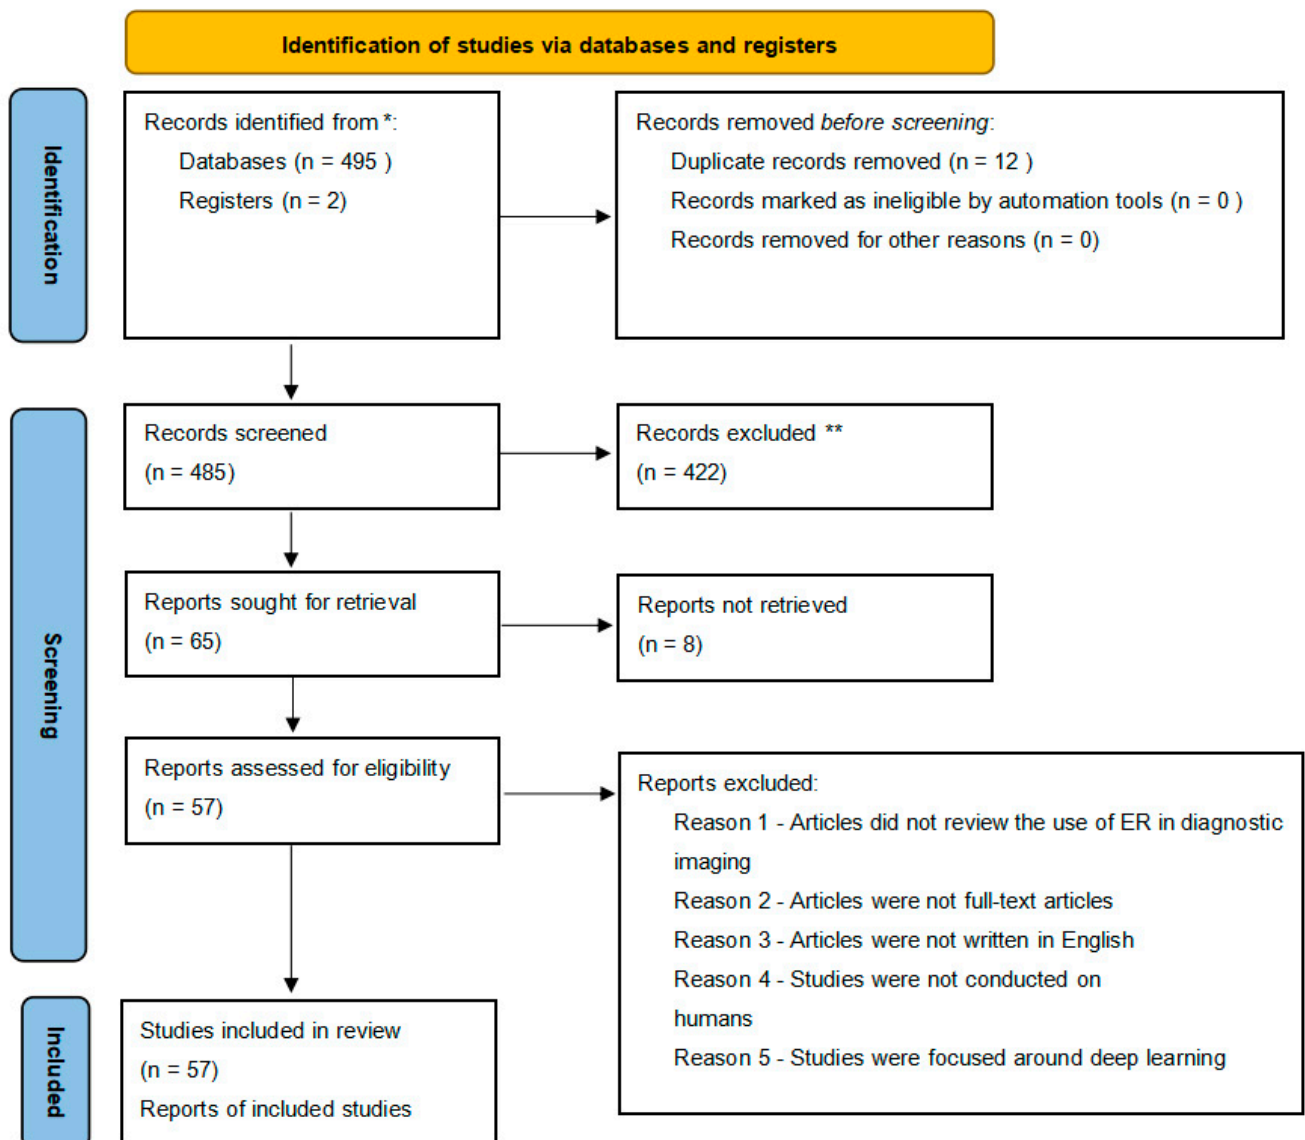 Identification of studies via databases and registers
Identification
Records identified from *:
Databases (n = 495 )
Registers (n = 2)
Records removed before screening:
Duplicate records removed (n = 12 )
Records marked as ineligible by automation tools (n = 0 )
Records removed for other reasons (n = 0)
Screening
Records screened
(n = 485)
Records excluded **
(n = 422)
Reports sought for retrieval
(n = 65)
Reports not retrieved
(n = 8)
Reports assessed for eligibility
(n = 57)
Reports excluded:
Reason 1 - Articles did not review the use of ER in diagnostic
imaging
Reason 2 - Articles were not full-text articles
Reason 3 - Articles were not written in English
Reason 4 - Studies were not conducted on
humans
Reason 5 - Studies were focused around deep learning
Included
Studies included in review
(n = 57)
Reports of included studies